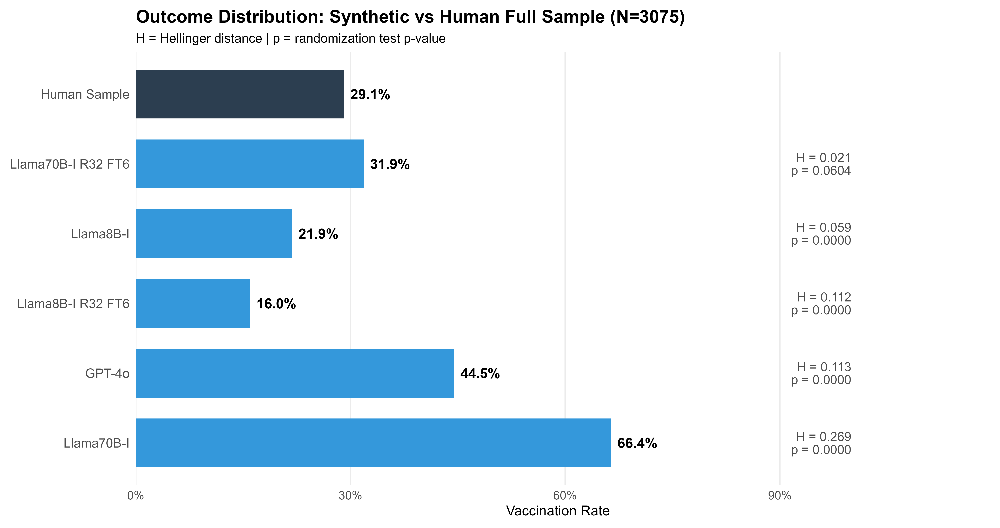 Outcome Distribution: Synthetic vs Human Full Sample (N=3075)
H = Hellinger distance | p = randomization test p-value
Human Sample
29.1%
Llama70B-I R32 FT6
31.9%
H = 0.021
p = 0.0604
Llama8B-I
21.9%
H = 0.059
p = 0.0000
Llama8B-I R32 FT6
16.0%
H = 0.112
p = 0.0000
GPT-4o
44.5%
H = 0.113
p = 0.0000
Llama70B-I
66.4%
H = 0.269
p = 0.0000
0% 30% 60% 90%
Vaccination Rate